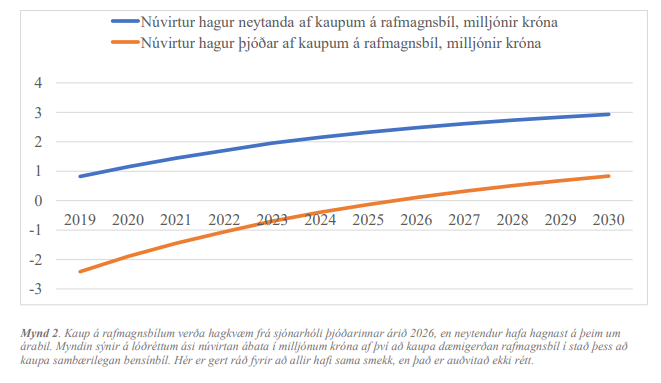 Núvirtur hagur neytanda af kaupum á rafmagnsbíl, milljónir króna
Núvirtur hagur þjóðar af kaupum á rafmagnsbíl, milljónir króna
4
3
2
1
0
2019 2020 2021 2022 2023 2024 2025 2026 2027 2028 2029 2030
-1
-2
-3
Mynd 2. Kaup á rafmagnsbílum verða hagkvæm frá sjónarhóli þjóðarinnar árið 2026, en neytendur hafa hagnast á þeim um
árabil. Myndin sýnir á lóðréttum ási núvirtan ábata í milljónum króna af því að kaupa dæmigerðan rafmagnsbíl í stað þess að
kaupa sambærilegan bensínbíl. Hér er gert ráð fyrir að allir hafi sama smekk, en það er auðvitað ekki rétt.